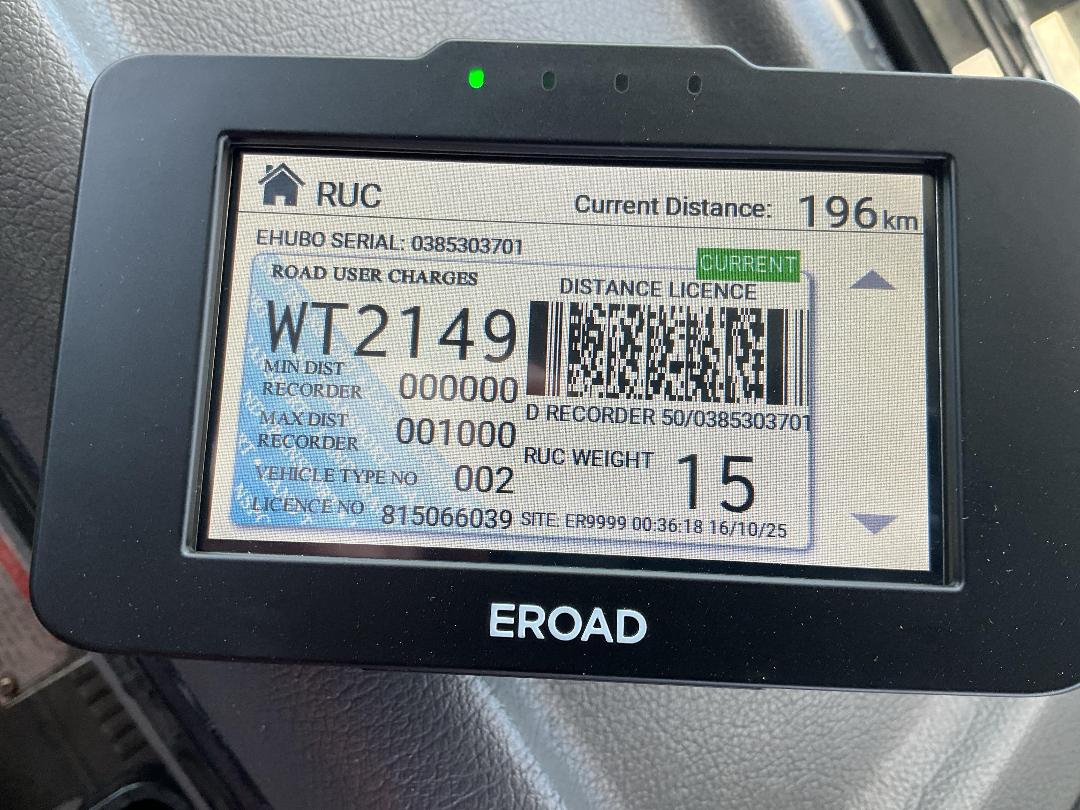 RUC Current Distance: 196 km
EHUBO SERIAL: 0385303701
CURRENT
ROAD USER CHARGES DISTANCE LICENCE
WT2149
MIN DIST
RECORDER 000000
D RECORDER 50/0385303701
MAX DIST
RECORDER 001000
RUC WEIGHT 15
VEHICLE TYPE NO 002
LICENCE NO 815066039 SITE: ER9999 00:36:18 16/10/25
EROAD